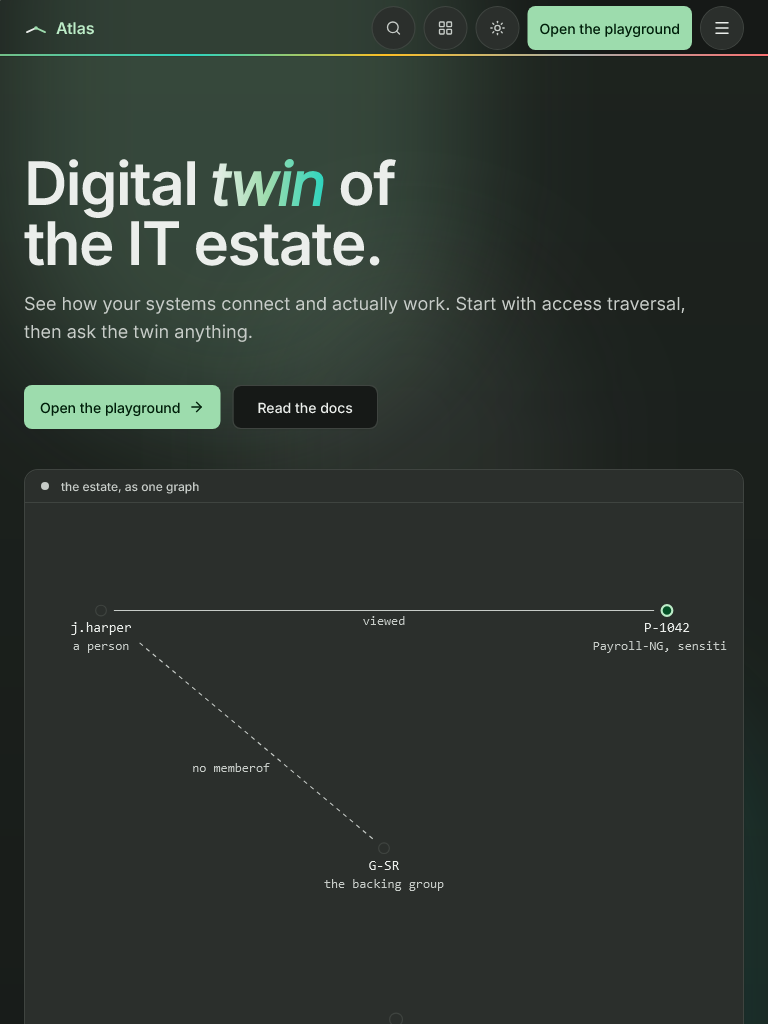 Atlas
Open the playground
Digital twin of
the IT estate.
See how your systems connect and actually work. Start with access traversal,
then ask the twin anything.
Open the playground
Read the docs
the estate, as one graph
viewed
j.harper
P-1042
a person
Payroll-NG, sensiti
no memberof
G-SR
the backing group